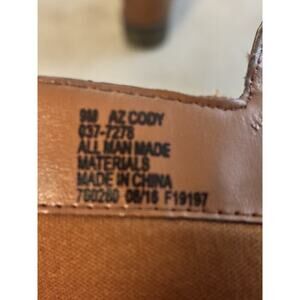 9M AZ CODY
037-7278
ALL MAN MADE
MATERIALS
MADE IN CHINA
760260 08/16 F19197